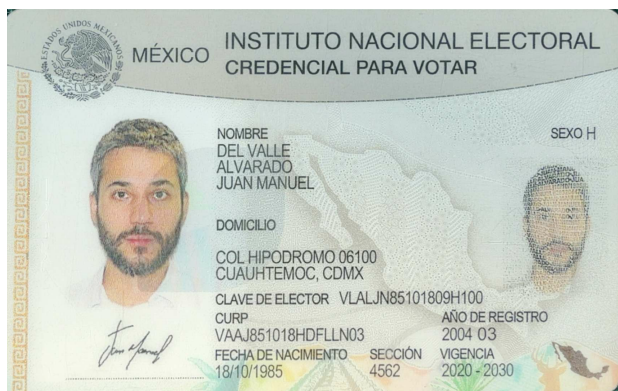 ESTADOS UNIDOS MEXICANOS
MÉXICO
INSTITUTO NACIONAL ELECTORAL
CREDENCIAL PARA VOTAR
NOMBRE
DEL VALLE
ALVARADO
JUAN MANUEL
SEXO H
DOMICILIO
COL HIPODROMO 06100
CUAUHTEMOC, CDMX
CLAVE DE ELECTOR VLALJN85101809H100
CURP
VAAJ851018HDFLLN03
AÑO DE REGISTRO
2004 03
FECHA DE NACIMIENTO
18/10/1985
SECCIÓN
4562
VIGENCIA
2020 - 2030
Juan Manuel